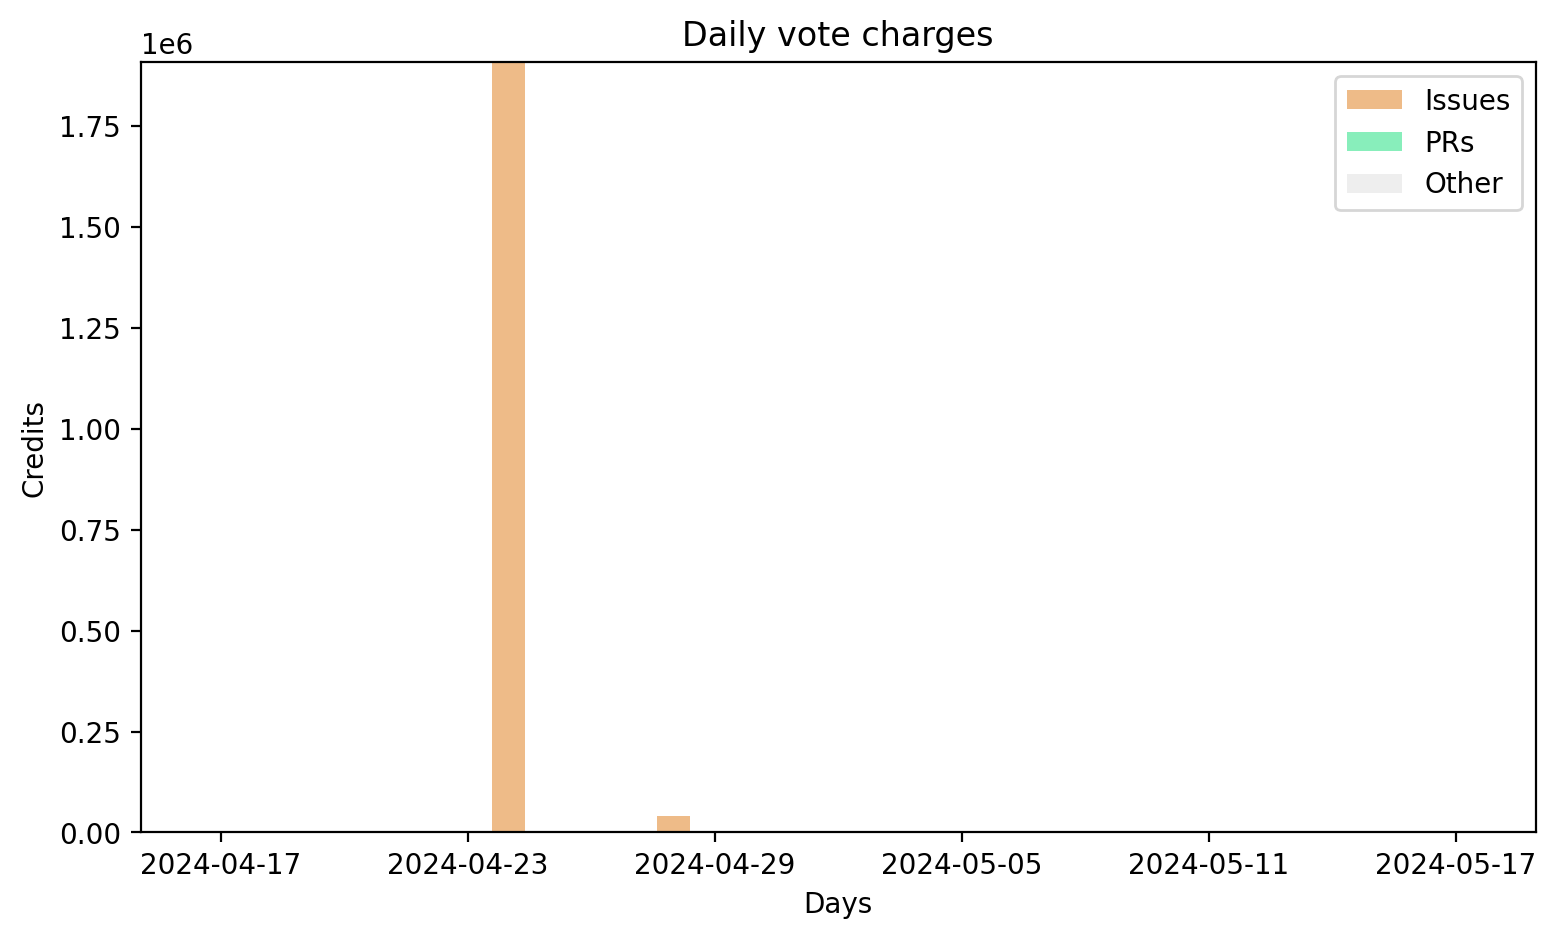 Daily vote charges
1e6
1.75
1.50
1.25
1.00
0.75
0.50
0.25
0.00
Credits
2024-04-17 2024-04-23 2024-04-29 2024-05-05 2024-05-11 2024-05-17
Days
Issues
PRs
Other